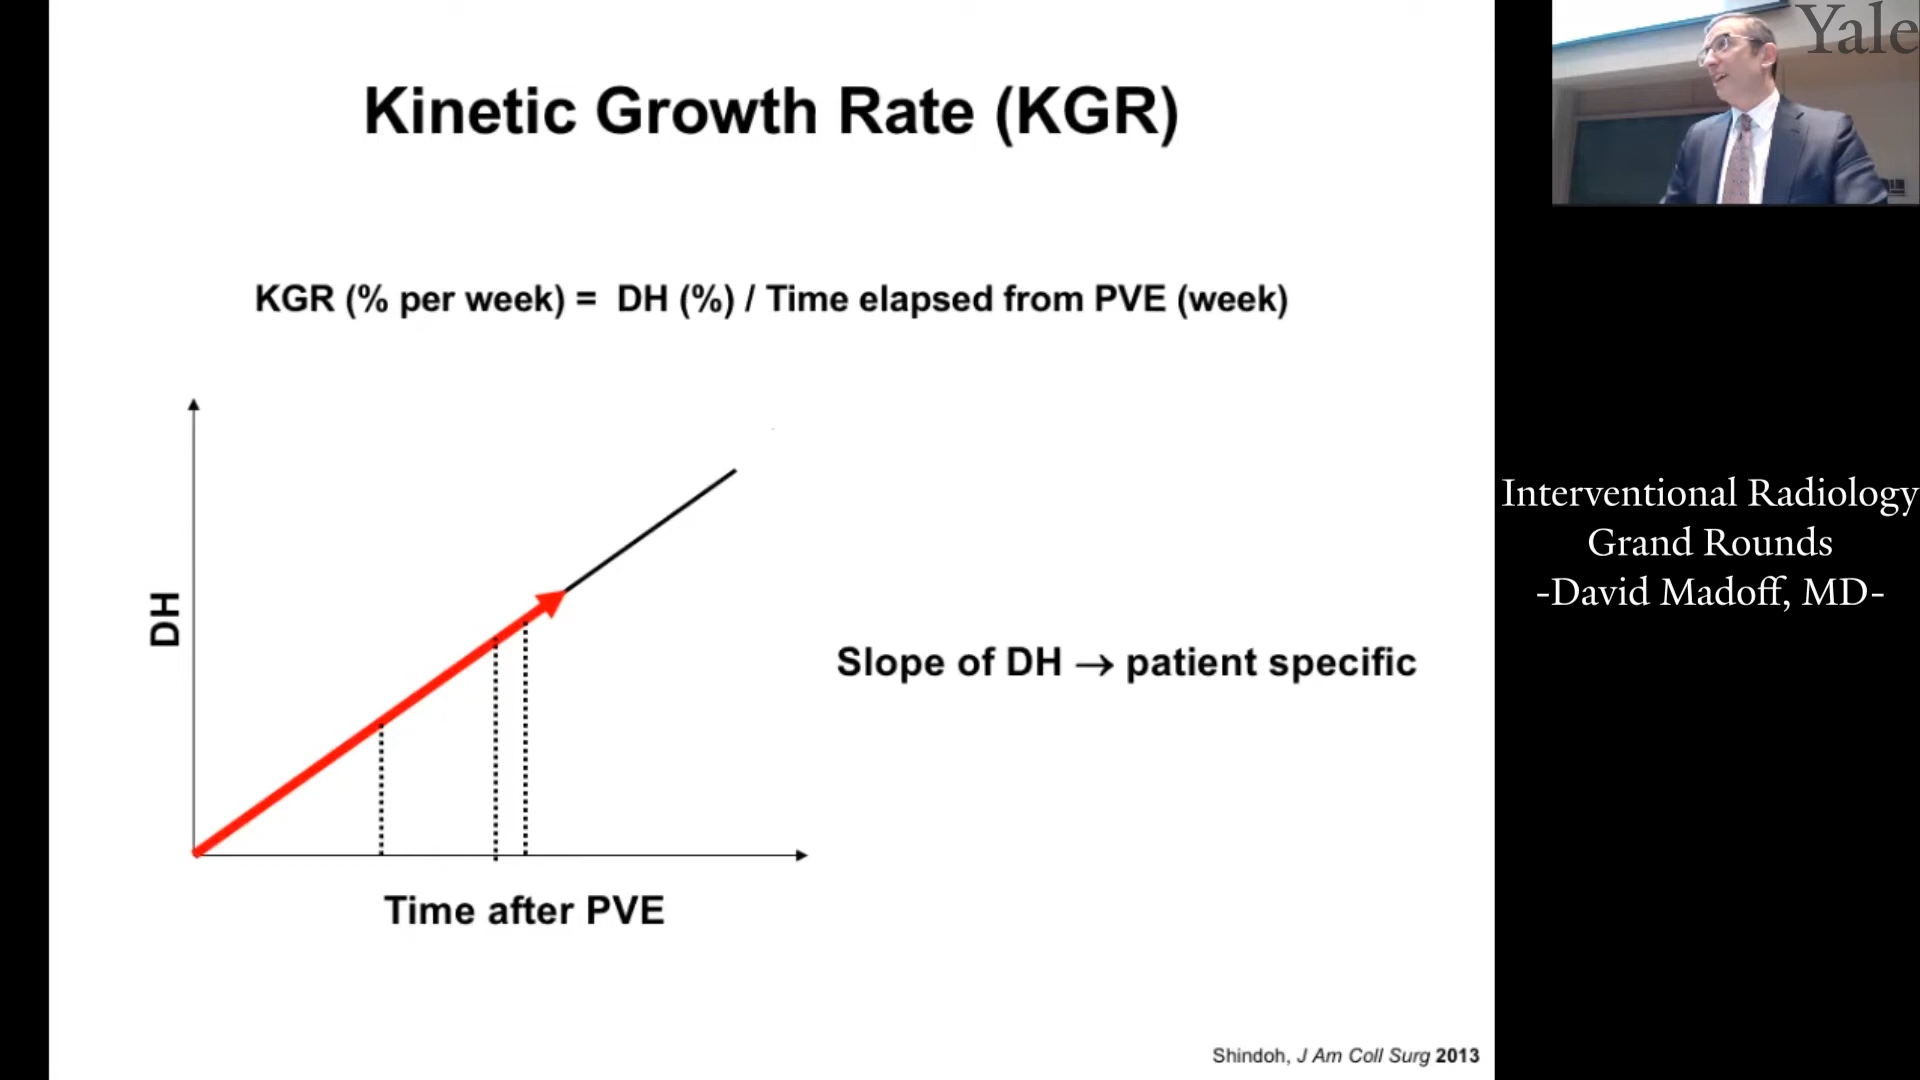 Kinetic Growth Rate (KGR)
KGR (% per week) = DH (%) / Time elapsed from PVE (week)
DH
Slope of DH → patient specific
Time after PVE
Shindoh, J Am Coll Surg 2013
Yale
Interventional Radiology
Grand Rounds
-David Madoff, MD-